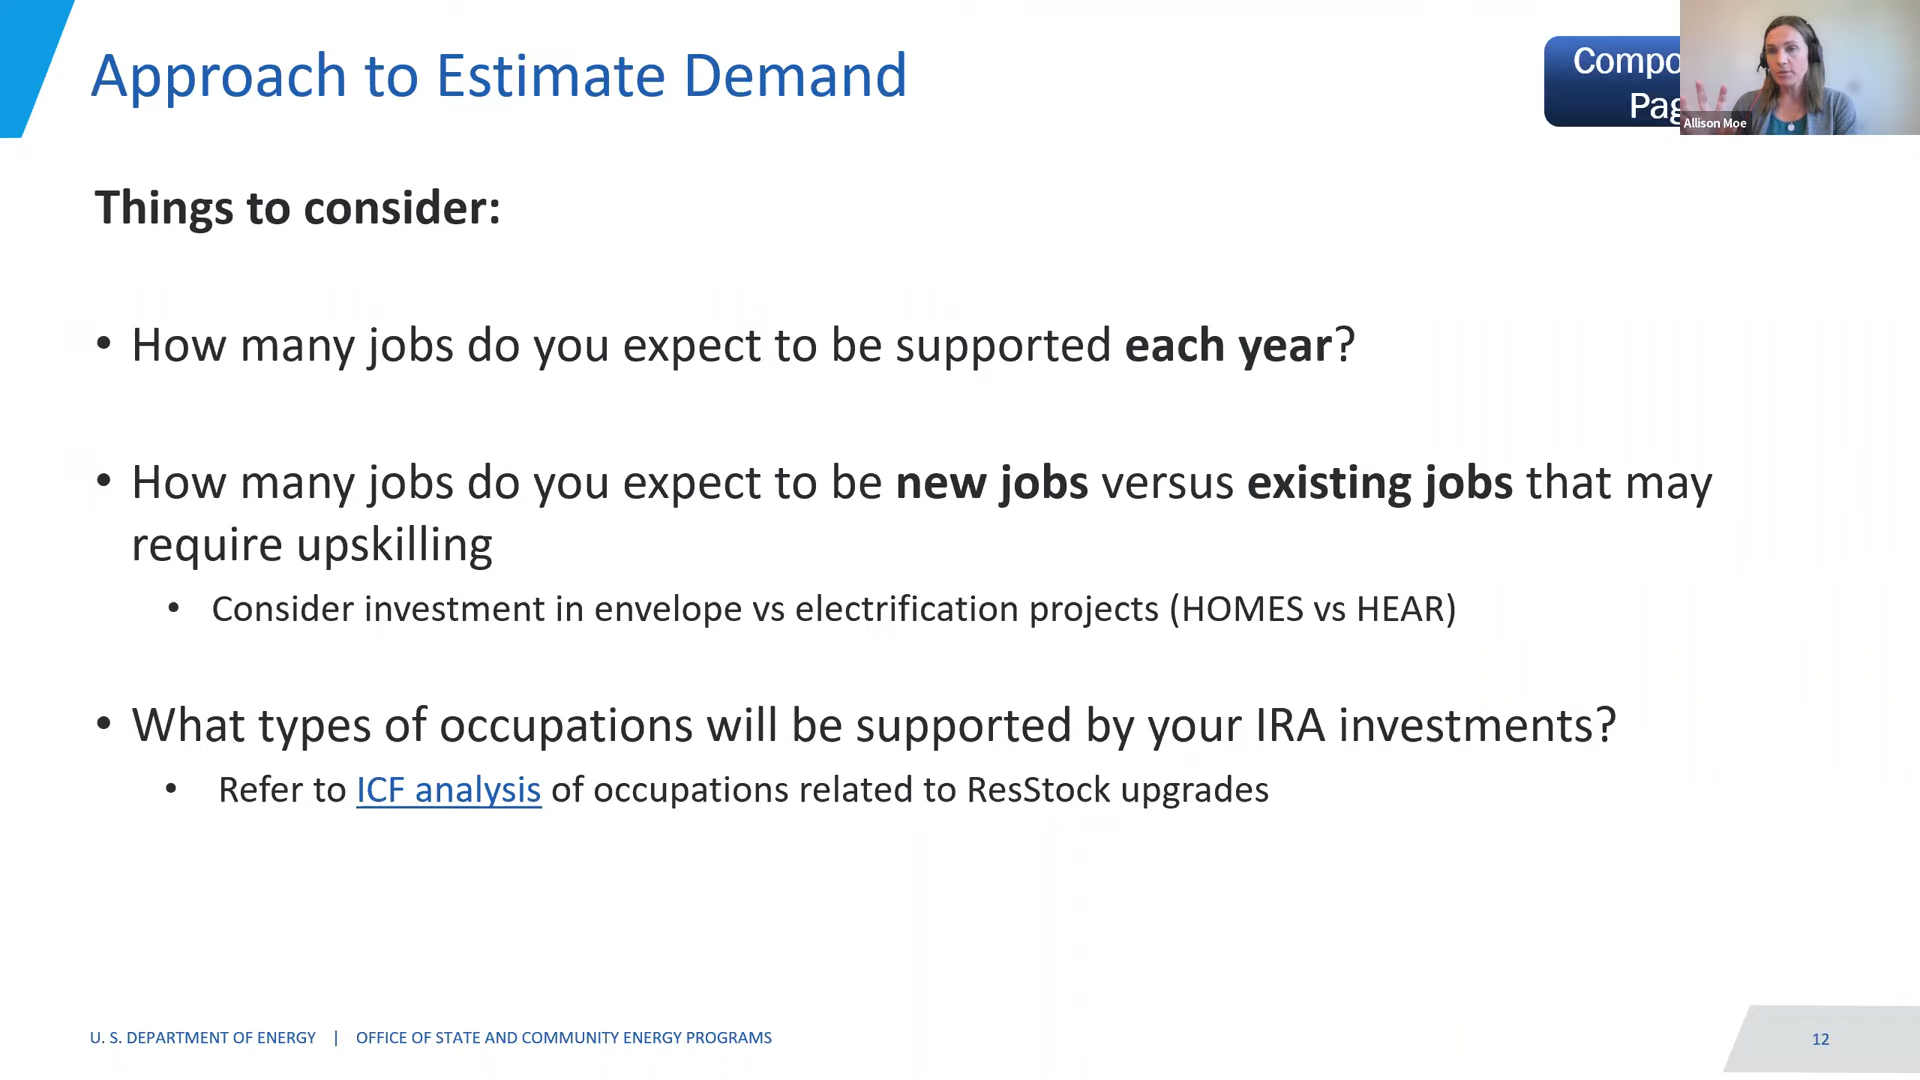 Approach to Estimate Demand
Allison Moe
Things to consider:
• How many jobs do you expect to be supported each year?
• How many jobs do you expect to be new jobs versus existing jobs that may
require upskilling
• Consider investment in envelope vs electrification projects (HOMES vs HEAR)
• What types of occupations will be supported by your IRA investments?
• Refer to ICF analysis of occupations related to ResStock upgrades
U. S. DEPARTMENT OF ENERGY | OFFICE OF STATE AND COMMUNITY ENERGY PROGRAMS
12